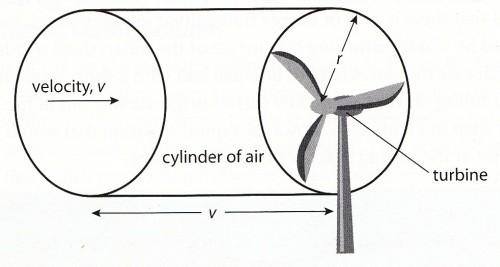 r
velocity, v
cylinder of air
turbine
v